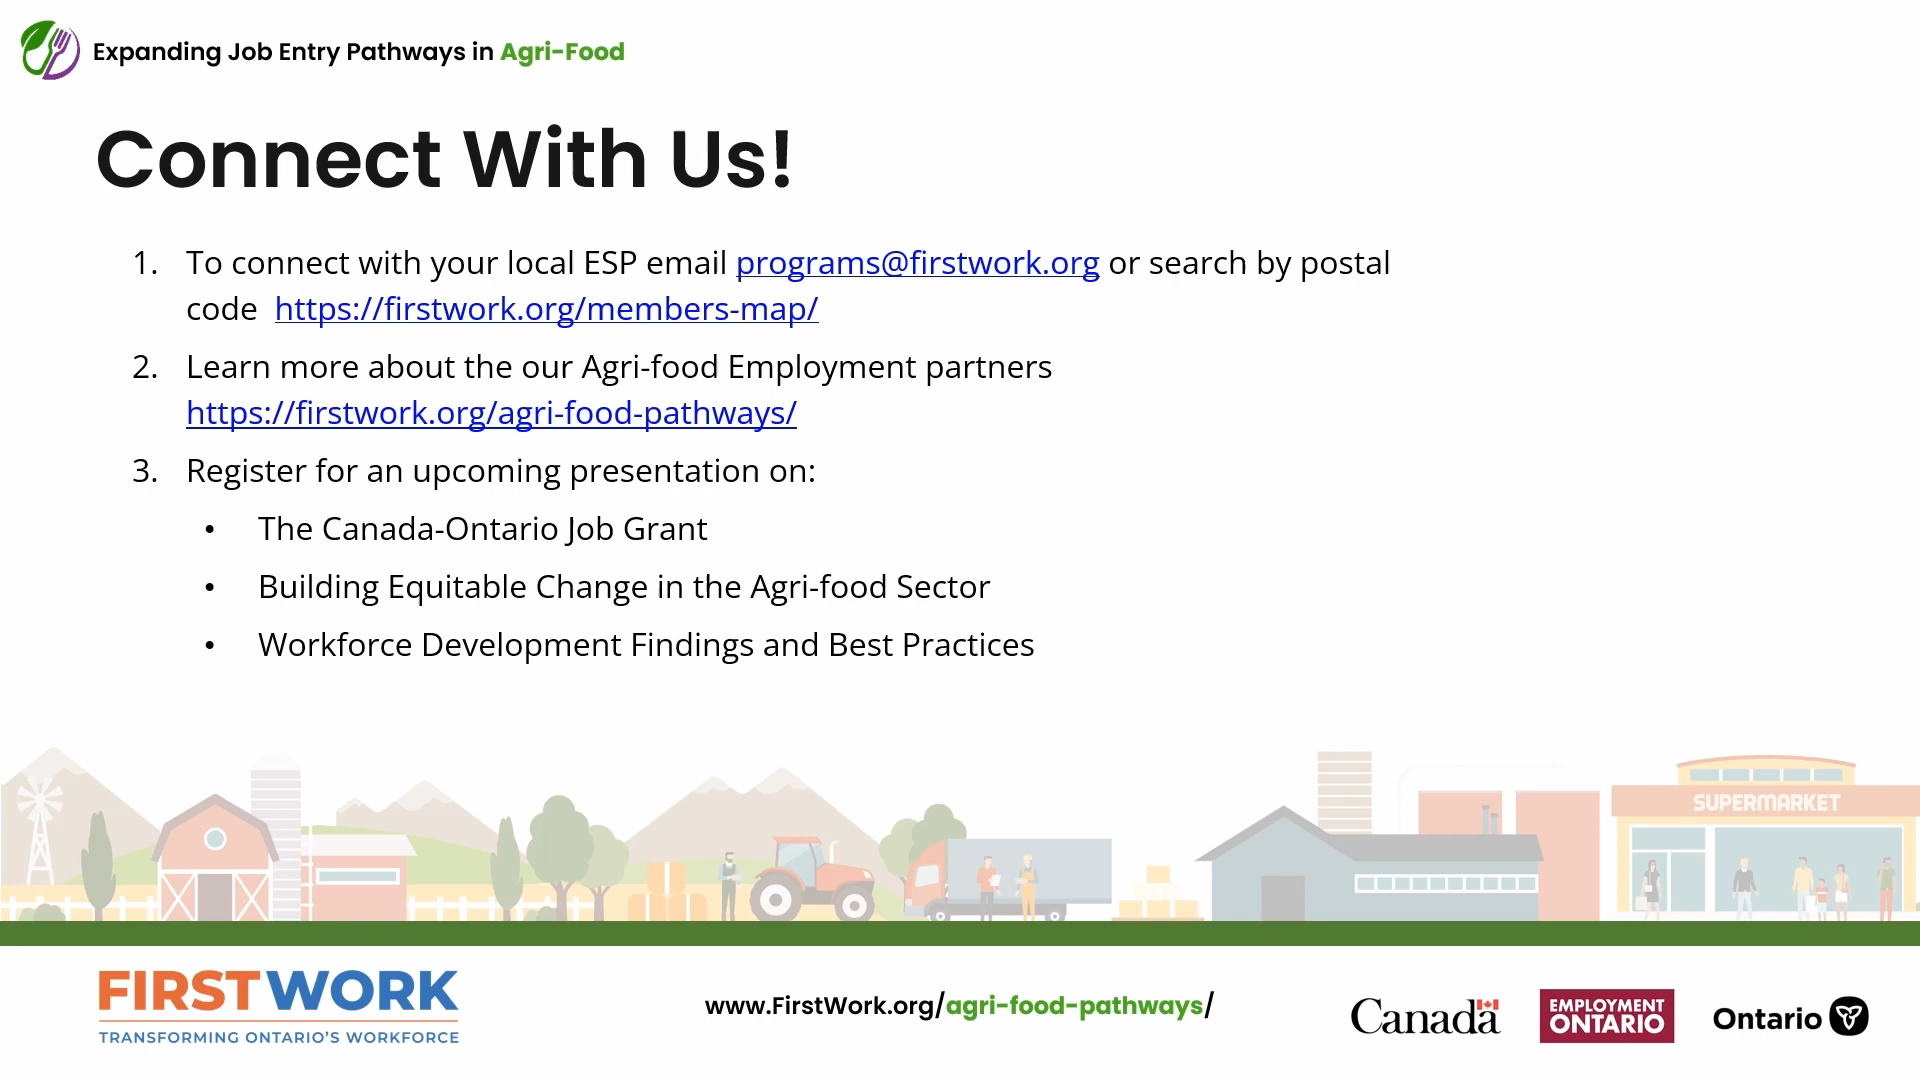 Expanding Job Entry Pathways in Agri-Food
Connect With Us!
1. To connect with your local ESP email programs@firstwork.org or search by postal
code https://firstwork.org/members-map/
2. Learn more about the our Agri-food Employment partners
https://firstwork.org/agri-food-pathways/
3. Register for an upcoming presentation on:
• The Canada-Ontario Job Grant
• Building Equitable Change in the Agri-food Sector
• Workforce Development Findings and Best Practices
SUPERMARKET
FIRSTWORK
TRANSFORMING ONTARIO'S WORKFORCE
www.FirstWork.org/agri-food-pathways/
Canada
EMPLOYMENT
ONTARIO
Ontario